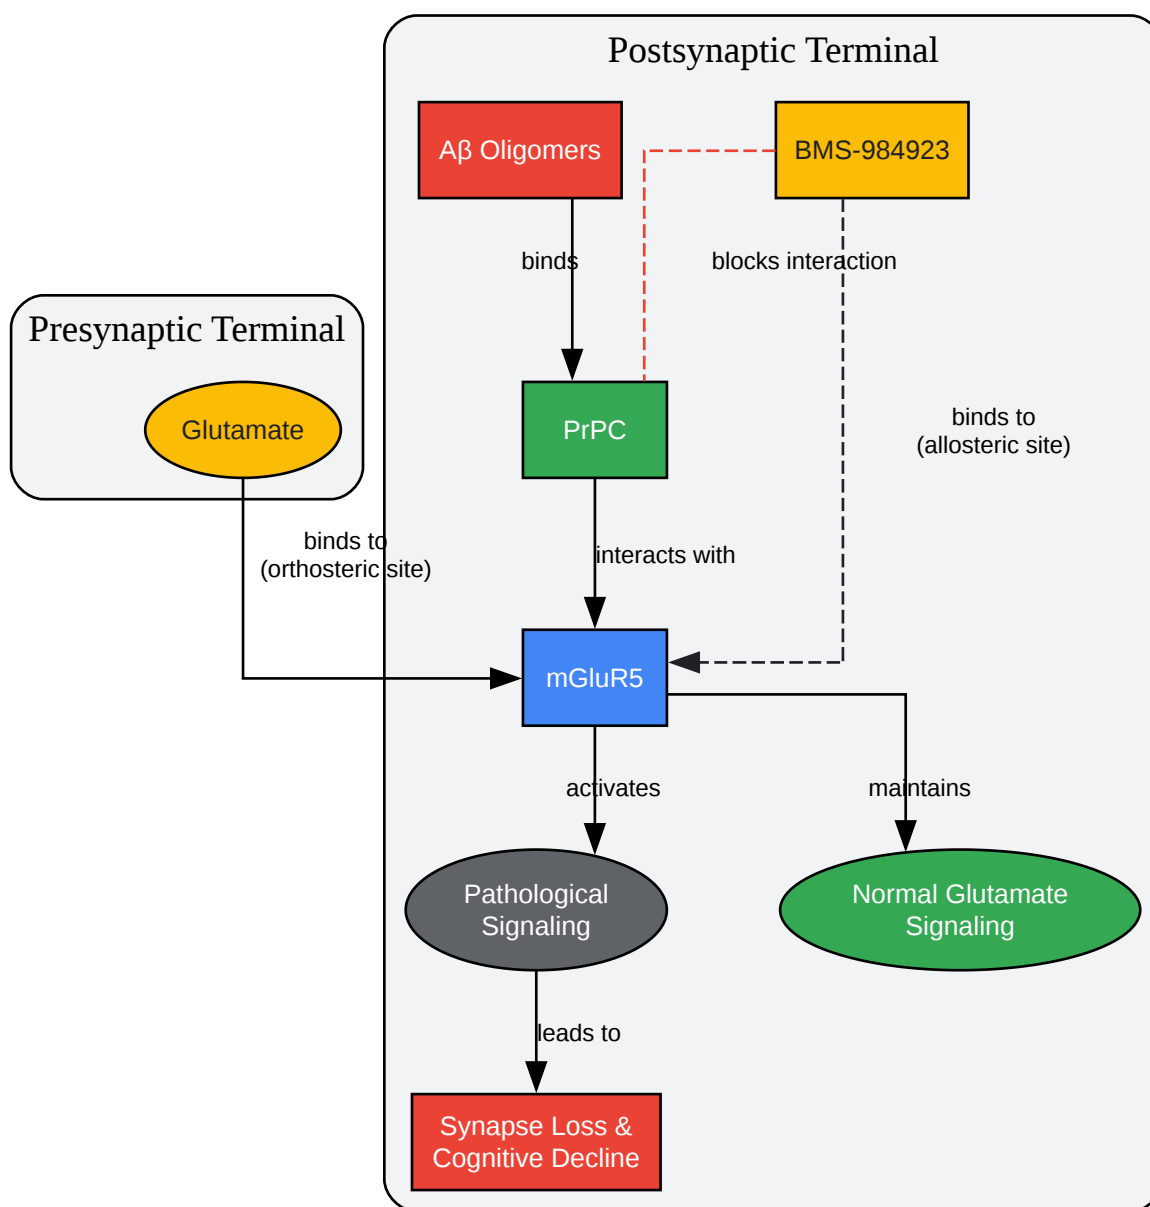 Postsynaptic Terminal
Aβ Oligomers
BMS-984923
binds
blocks interaction
Presynaptic Terminal
Glutamate
PrPC
binds to
(allosteric site)
binds to
(orthosteric site)
interacts with
mGluR5
activates
maintains
Pathological
Signaling
Normal Glutamate
Signaling
leads to
Synapse Loss &
Cognitive Decline